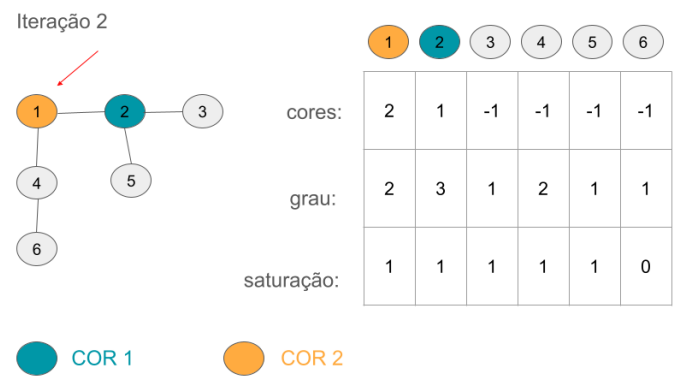 Iteração 2
1 2 3 4 5 6
1 2 3
cores: 2 1 -1 -1 -1 -1
4 5
grau: 2 3 1 2 1 1
6
saturação: 1 1 1 1 1 0
COR 1 COR 2